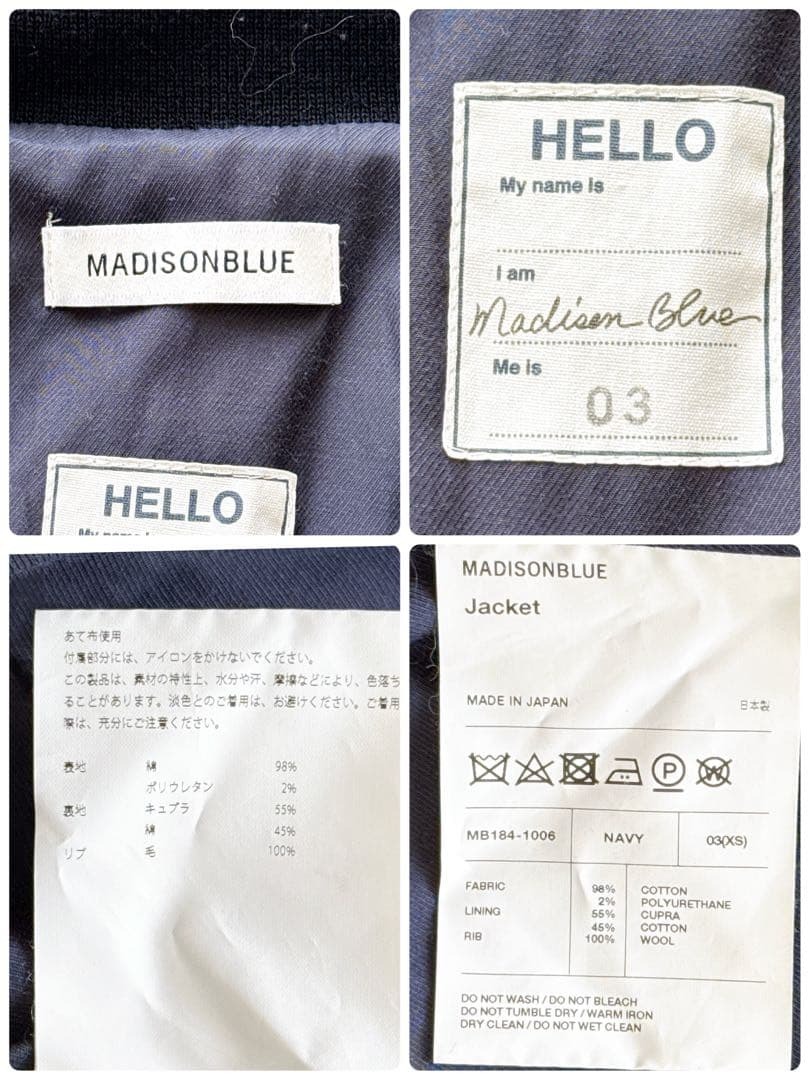 MADISONBLUE
HELLO
HELLO
My name is
I am
Madison Blue
Me is
03
あて布使用
付属部分には、アイロンをかけないでください。
この製品は、素材の特性上、水分や汗、摩擦などにより、色落ち
ることがあります。淡色とのご着用は、お避けください。ご着用
際は、充分にご注意ください。
表地 綿 98%
ポリウレタン 2%
裏地 キュプラ 55%
綿 45%
リブ 毛 100%
MADISONBLUE
Jacket
MADE IN JAPAN 日本製
P W
MB184-1006 NAVY 03(XS)
FABRIC 98% COTTON
2% POLYURETHANE
LINING 55% CUPRA
45% COTTON
RIB 100% WOOL
DO NOT WASH / DO NOT BLEACH
DO NOT TUMBLE DRY / WARM IRON
DRY CLEAN / DO NOT WET CLEAN